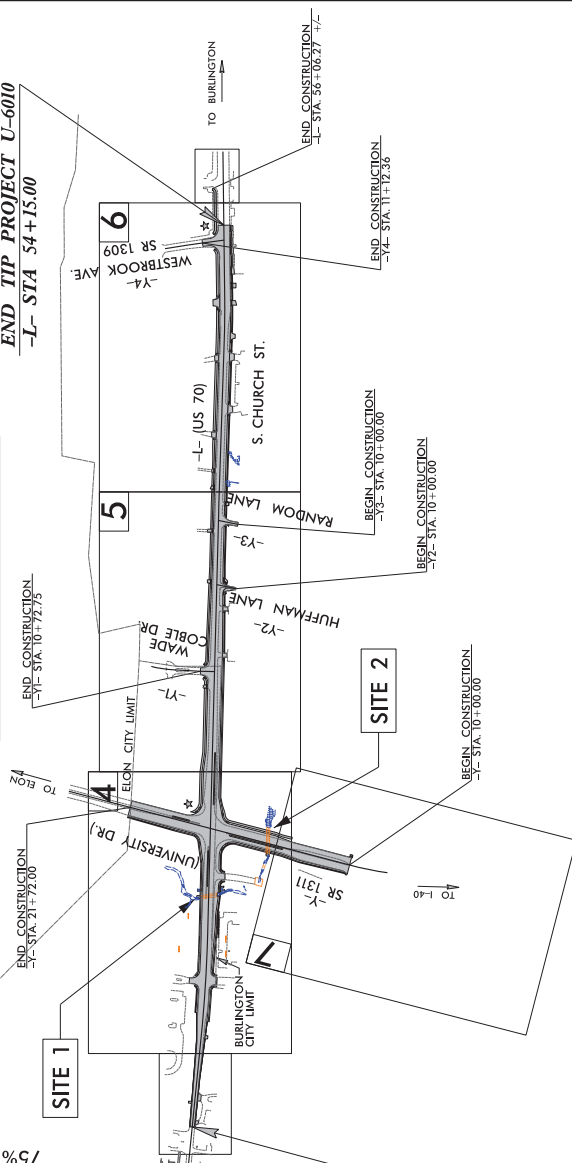 END TIP PROJECT U-6010
-L- STA 54+15.00
TO BURLINGTON
END CONSTRUCTION
-L- STA. 56+06.27 +/-
6
WESTBROOK AVE.
SR 1309
-Y4-
END CONSTRUCTION
-Y4- STA. 11+12.36
-L- (US 70)
S. CHURCH ST.
5
RANDOM LANE
-Y3-
BEGIN CONSTRUCTION
-Y3- STA. 10+00.00
HUFFMAN LANE
-Y2-
BEGIN CONSTRUCTION
-Y2- STA. 10+00.00
END CONSTRUCTION
-Y1- STA. 10+72.75
WADE
COBLE DR.
-Y1-
ELON CITY LIMIT
TO ELON
4
(UNIVERSITY DR.)
END CONSTRUCTION
-Y- STA. 21+72.00
SITE 2
BEGIN CONSTRUCTION
-Y- STA. 10+00.00
-Y-
SR 1311
TO I-40
7
BURLINGTON
CITY LIMIT
SITE 1
75%